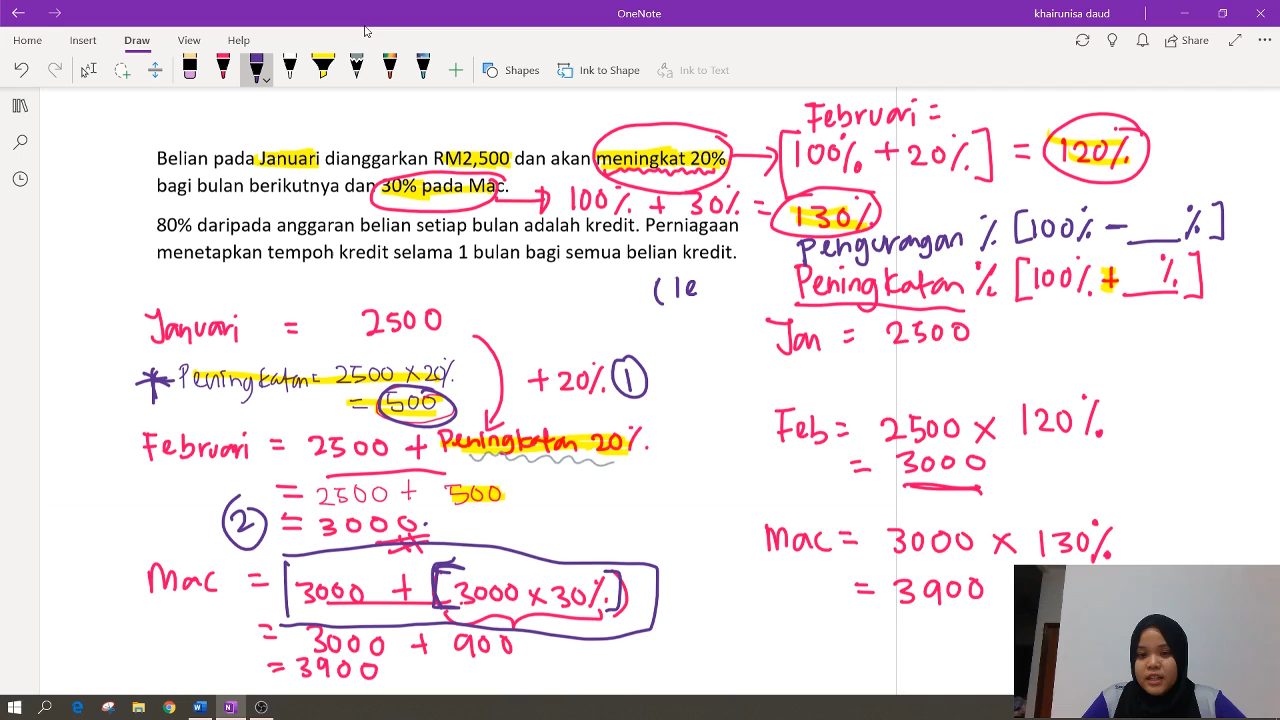 OneNote
khairunisa daud
Home Insert Draw View Help
Share
Shapes Ink to Shape Ink to Text
Februari =
Belian pada Januari dianggarkan RM2,500 dan akan meningkat 20%
[100% + 20%] = 120%
bagi bulan berikutnya dan 30% pada Mac.
100% + 30% = 130%
80% daripada anggaran belian setiap bulan adalah kredit. Perniagaan
menetapkan tempoh kredit selama 1 bulan bagi semua belian kredit.
Pengurangan % [100% - ___%]
Peningkatan % [100% + ___%]
(le
Januari = 2500
* Peningkatan = 2500 x 20%
= 500
+ 20% 1
Februari = 2500 + Peningkatan 20%.
= 2500 + 500
2 = 3000.
Mac = 3000 + [3000 x 30%])
= 3000 + 900
= 3900
Jan = 2500
Feb = 2500 x 120%
= 3000
Mac = 3000 x 130%
= 3900